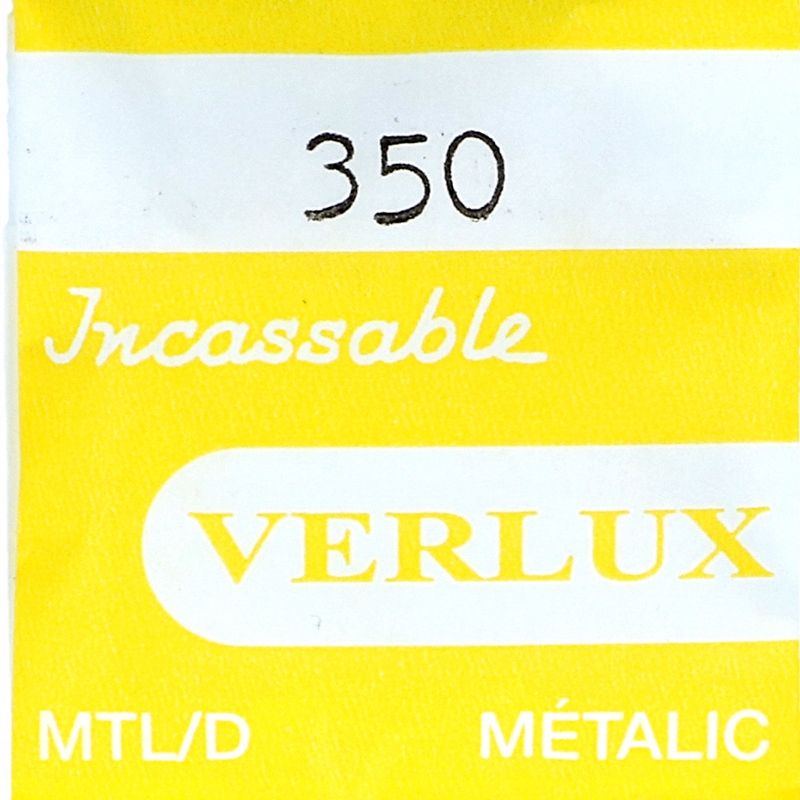 350
Incassable
VERLUX
MTL/D MÉTALIC